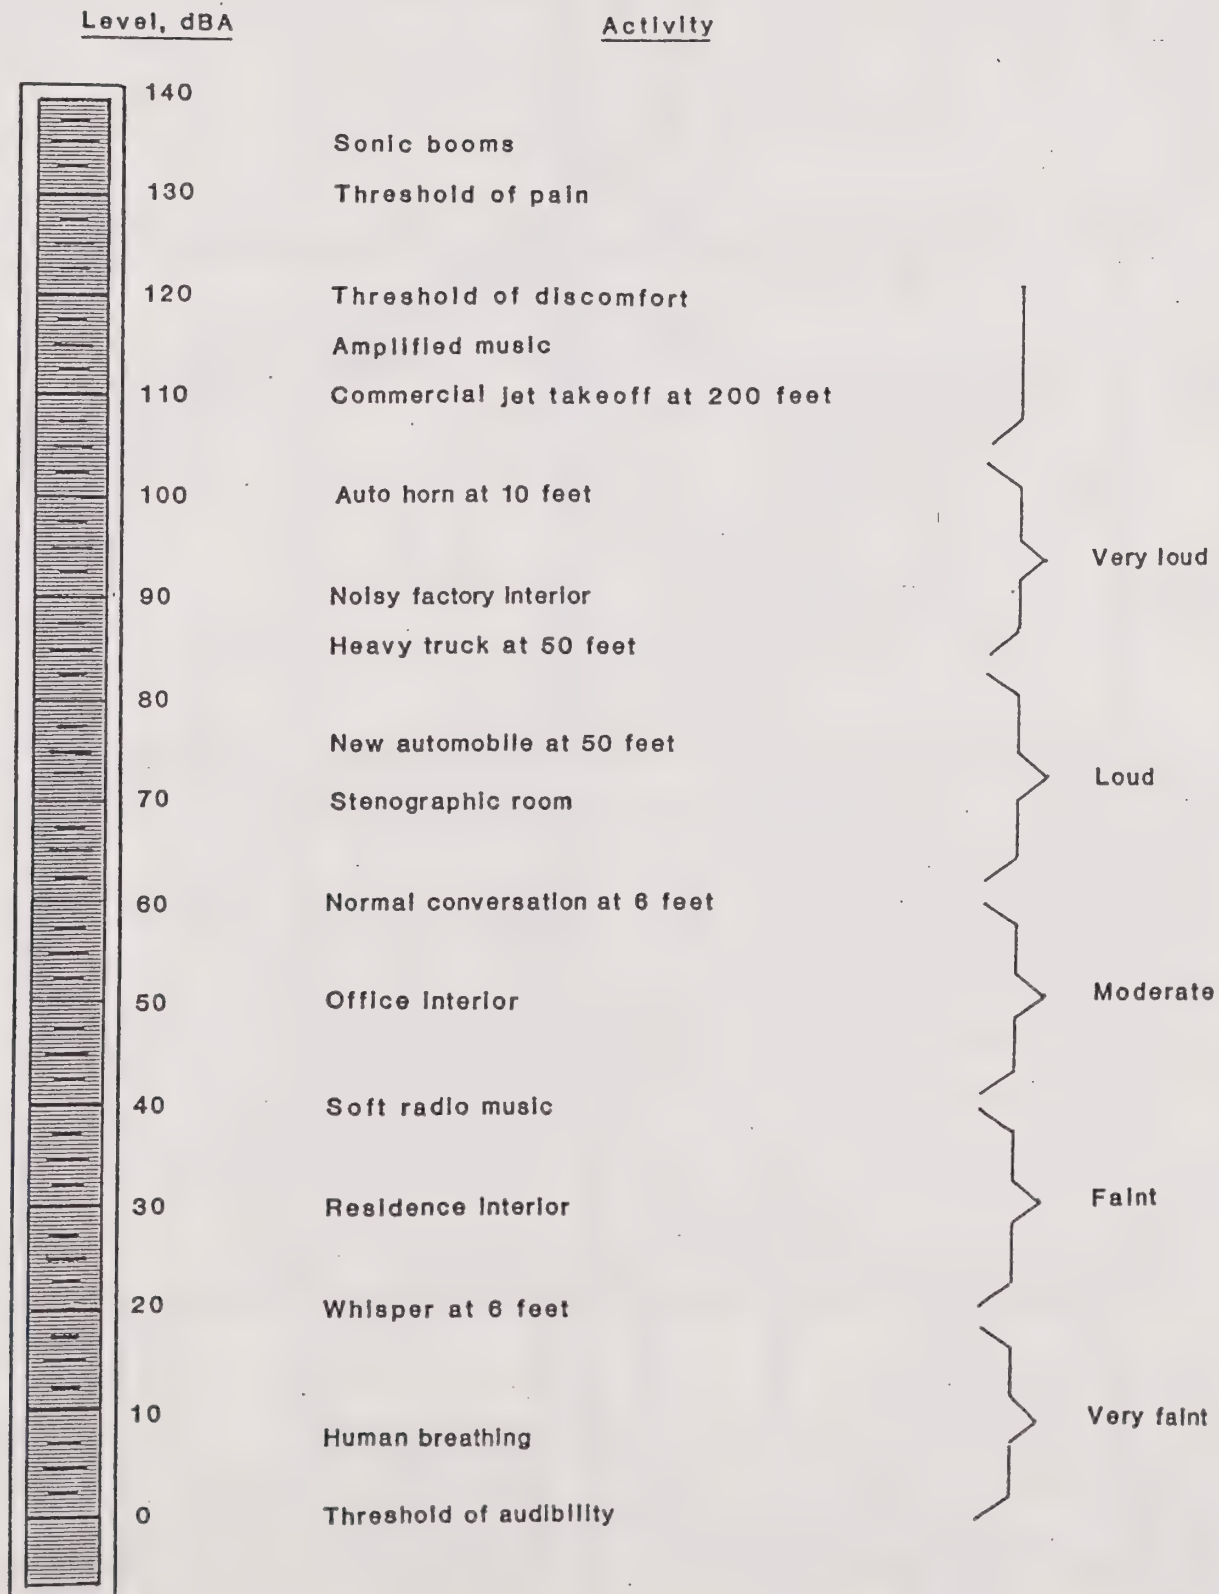 Level, dBA Activity
140
Sonic booms
130 Threshold of pain
120 Threshold of discomfort
Amplified music
110 Commercial jet takeoff at 200 feet
100 Auto horn at 10 feet
Very loud
90 Noisy factory interior
Heavy truck at 50 feet
80
New automobile at 50 feet
Loud
70 Stenographic room
60 Normal conversation at 6 feet
Moderate
50 Office interior
40 Soft radio music
Faint
30 Residence interior
20 Whisper at 6 feet
10 Very faint
Human breathing
0 Threshold of audibility